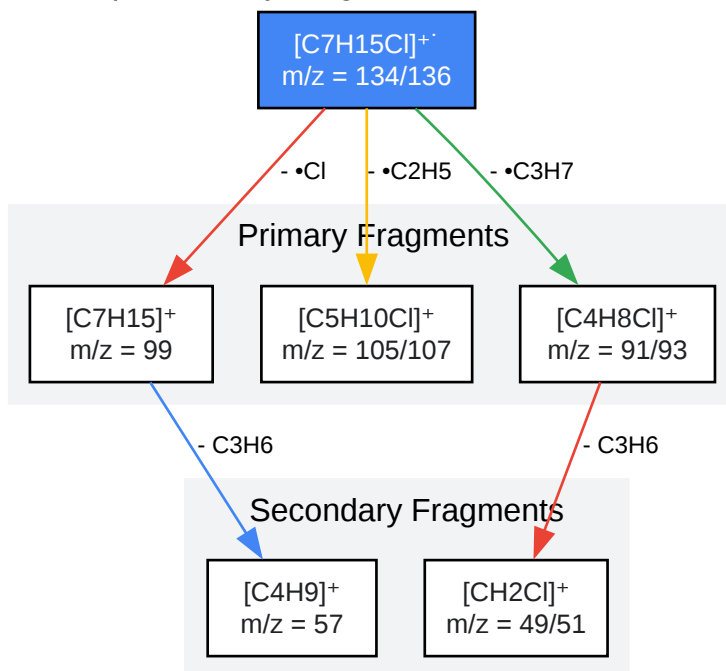 [C7H15Cl]⁺˙
m/z = 134/136
- •Cl
- •C2H5
- •C3H7
Primary Fragments
[C7H15]⁺
m/z = 99
[C5H10Cl]⁺
m/z = 105/107
[C4H8Cl]⁺
m/z = 91/93
- C3H6
- C3H6
Secondary Fragments
[C4H9]⁺
m/z = 57
[CH2Cl]⁺
m/z = 49/51